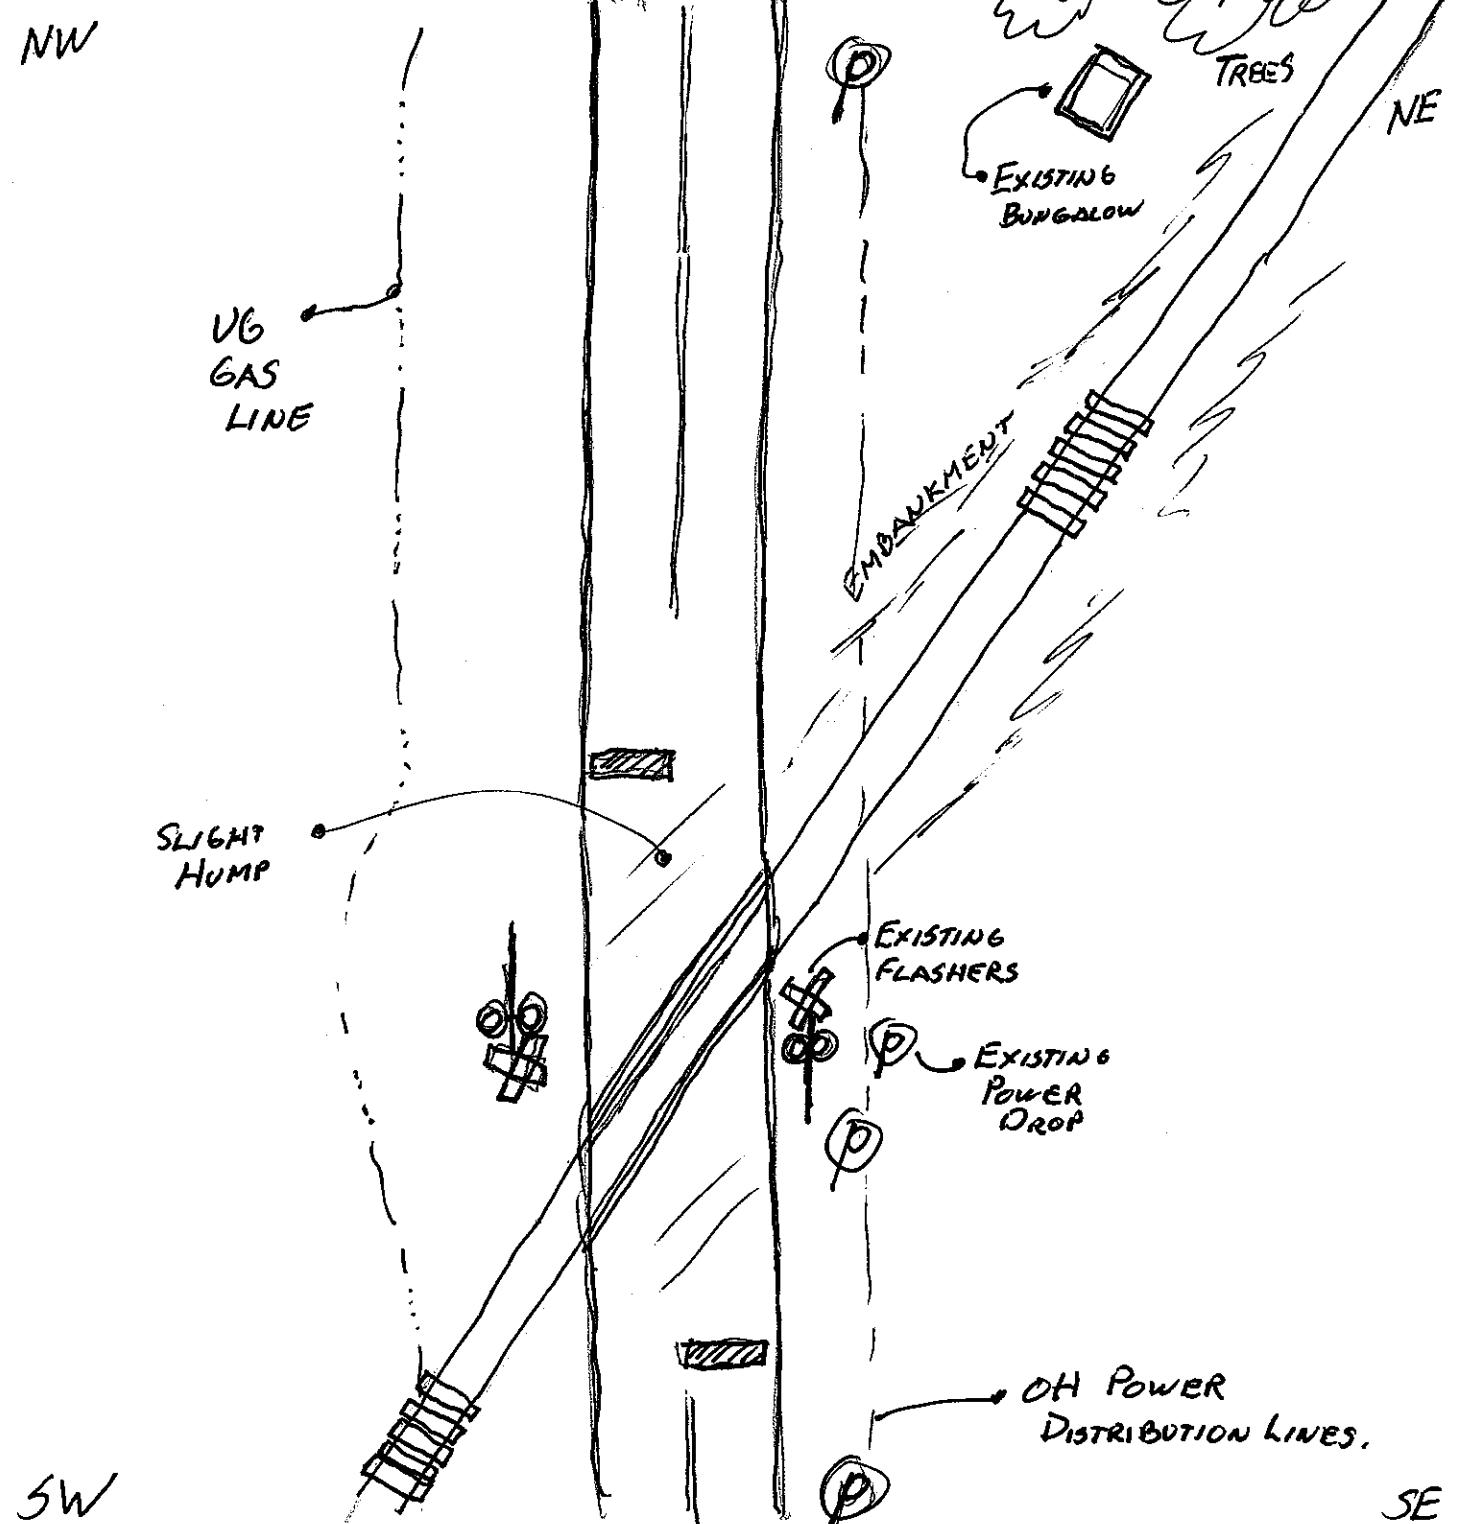 NW
TREES
NE
EXISTING
BUNGALOW
UG
GAS
LINE
EMBANKMENT
SLIGHT
HUMP
EXISTING
FLASHERS
P
EXISTING
POWER
DROP
P
OH POWER
DISTRIBUTION LINES.
P
SW
SE
P